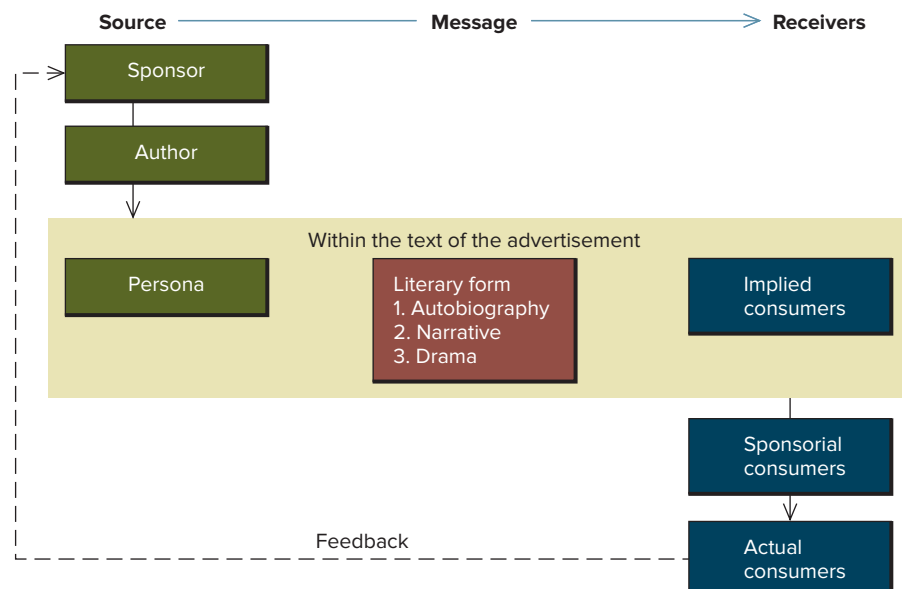 Source
Message
Receivers
Sponsor
Author
Within the text of the advertisement
Persona
Literary form
1. Autobiography
2. Narrative
3. Drama
Implied
consumers
Sponsorial
consumers
Feedback
Actual
consumers